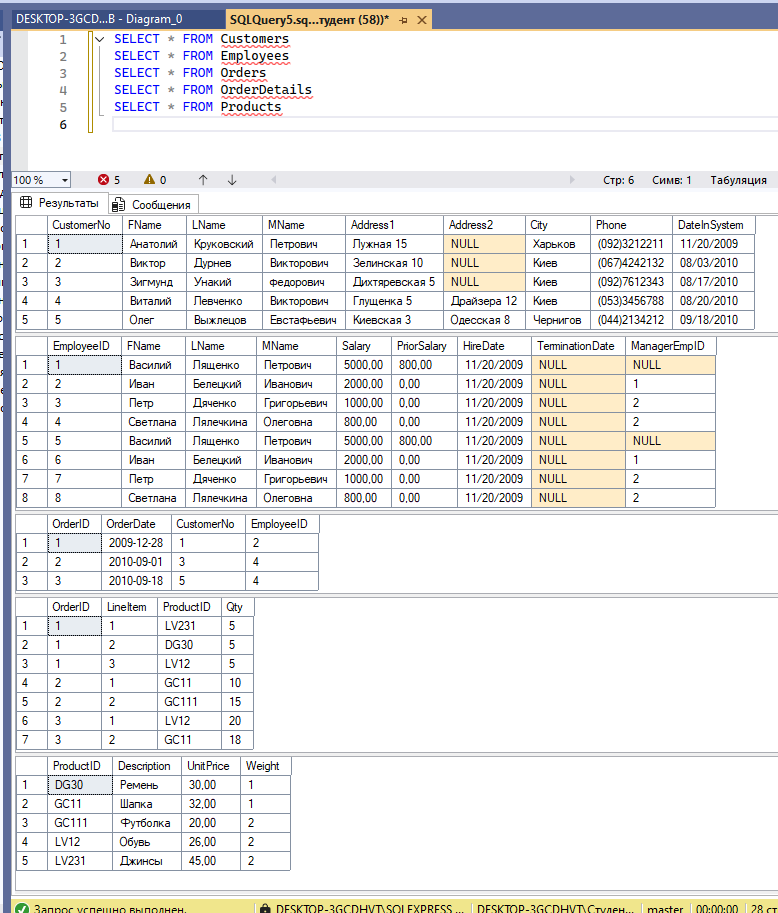 DESKTOP-3GCD...B - Diagram_0 SQLQuery5.sq...тудент (58))*
1 SELECT * FROM Customers
2 SELECT * FROM Employees
3 SELECT * FROM Orders
4 SELECT * FROM OrderDetails
5 SELECT * FROM Products
6
100 % 5 0 Стр: 6 Симв: 1 Табуляция
Результаты Сообщения
CustomerNo FName LName MName Address1 Address2 City Phone DateInSystem
1 1 Анатолий Круковский Петрович Лужная 15 NULL Харьков (092)3212211 11/20/2009
2 2 Виктор Дурнев Викторович Зелинская 10 NULL Киев (067)4242132 08/03/2010
3 3 Зигмунд Унакий федорович Дихтяревская 5 NULL Киев (092)7612343 08/17/2010
4 4 Виталий Левченко Викторович Глущенка 5 Драйзера 12 Киев (053)3456788 08/20/2010
5 5 Олег Выжлецов Евстафьевич Киевская 3 Одесская 8 Чернигов (044)2134212 09/18/2010
EmployeeID FName LName MName Salary PriorSalary HireDate TerminationDate ManagerEmpID
1 1 Василий Лященко Петрович 5000,00 800,00 11/20/2009 NULL NULL
2 2 Иван Белецкий Иванович 2000,00 0,00 11/20/2009 NULL 1
3 3 Петр Дяченко Григорьевич 1000,00 0,00 11/20/2009 NULL 2
4 4 Светлана Лялечкина Олеговна 800,00 0,00 11/20/2009 NULL 2
5 5 Василий Лященко Петрович 5000,00 800,00 11/20/2009 NULL NULL
6 6 Иван Белецкий Иванович 2000,00 0,00 11/20/2009 NULL 1
7 7 Петр Дяченко Григорьевич 1000,00 0,00 11/20/2009 NULL 2
8 8 Светлана Лялечкина Олеговна 800,00 0,00 11/20/2009 NULL 2
OrderID OrderDate CustomerNo EmployeeID
1 1 2009-12-28 1 2
2 2 2010-09-01 3 4
3 3 2010-09-18 5 4
OrderID LineItem ProductID Qty
1 1 1 LV231 5
2 1 2 DG30 5
3 1 3 LV12 5
4 2 1 GC11 10
5 2 2 GC111 15
6 3 1 LV12 20
7 3 2 GC11 18
ProductID Description UnitPrice Weight
1 DG30 Ремень 30,00 1
2 GC11 Шапка 32,00 1
3 GC111 Футболка 20,00 2
4 LV12 Обувь 26,00 2
5 LV231 Джинсы 45,00 2
Запрос успешно выполнен. DESKTOP-3GCDHVT\SQLEXPRESS ... DESKTOP-3GCDHVT\Студен... master 00:00:00 28 ст